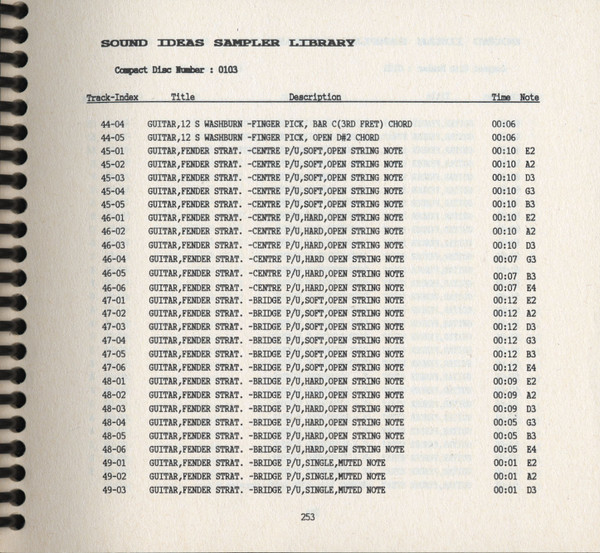 SOUND IDEAS SAMPLER LIBRARY
Compact Disc Number : 0103
Track-Index Title Description Time Note
44-04 GUITAR,12 S WASHBURN -FINGER PICK, BAR C(3RD FRET) CHORD 00:06
44-05 GUITAR,12 S WASHBURN -FINGER PICK, OPEN D#2 CHORD 00:06
45-01 GUITAR,FENDER STRAT. -CENTRE P/U,SOFT,OPEN STRING NOTE 00:10 E2
45-02 GUITAR,FENDER STRAT. -CENTRE P/U,SOFT,OPEN STRING NOTE 00:10 A2
45-03 GUITAR,FENDER STRAT. -CENTRE P/U,SOFT,OPEN STRING NOTE 00:10 D3
45-04 GUITAR,FENDER STRAT. -CENTRE P/U,SOFT,OPEN STRING NOTE 00:10 G3
45-05 GUITAR,FENDER STRAT. -CENTRE P/U,SOFT,OPEN STRING NOTE 00:10 B3
46-01 GUITAR,FENDER STRAT. -CENTRE P/U,HARD,OPEN STRING NOTE 00:10 E2
46-02 GUITAR,FENDER STRAT. -CENTRE P/U,HARD,OPEN STRING NOTE 00:10 A2
46-03 GUITAR,FENDER STRAT. -CENTRE P/U,HARD,OPEN STRING NOTE 00:10 D3
46-04 GUITAR,FENDER STRAT. -CENTRE P/U,HARD OPEN STRING NOTE 00:07 G3
46-05 GUITAR,FENDER STRAT. -CENTRE P/U,HARD,OPEN STRING NOTE 00:07 B3
46-06 GUITAR,FENDER STRAT. -CENTRE P/U,HARD,OPEN STRING NOTE 00:07 E4
47-01 GUITAR,FENDER STRAT. -BRIDGE P/U,SOFT,OPEN STRING NOTE 00:12 E2
47-02 GUITAR,FENDER STRAT. -BRIDGE P/U,SOFT,OPEN STRING NOTE 00:12 A2
47-03 GUITAR,FENDER STRAT. -BRIDGE P/U,SOFT,OPEN STRING NOTE 00:12 D3
47-04 GUITAR,FENDER STRAT. -BRIDGE P/U,SOFT,OPEN STRING NOTE 00:12 G3
47-05 GUITAR,FENDER STRAT. -BRIDGE P/U,SOFT,OPEN STRING NOTE 00:12 B3
47-06 GUITAR,FENDER STRAT. -BRIDGE P/U,SOFT,OPEN STRING NOTE 00:12 E4
48-01 GUITAR,FENDER STRAT. -BRIDGE P/U,HARD,OPEN STRING NOTE 00:09 E2
48-02 GUITAR,FENDER STRAT. -BRIDGE P/U,HARD,OPEN STRING NOTE 00:09 A2
48-03 GUITAR,FENDER STRAT. -BRIDGE P/U,HARD,OPEN STRING NOTE 00:09 D3
48-04 GUITAR,FENDER STRAT. -BRIDGE P/U,HARD,OPEN STRING NOTE 00:05 G3
48-05 GUITAR,FENDER STRAT. -BRIDGE P/U,HARD,OPEN STRING NOTE 00:05 B3
48-06 GUITAR,FENDER STRAT. -BRIDGE P/U,HARD,OPEN STRING NOTE 00:05 E4
49-01 GUITAR,FENDER STRAT. -BRIDGE P/U,SINGLE,MUTED NOTE 00:01 E2
49-02 GUITAR,FENDER STRAT. -BRIDGE P/U,SINGLE,MUTED NOTE 00:01 A2
49-03 GUITAR,FENDER STRAT. -BRIDGE P/U,SINGLE,MUTED NOTE 00:01 D3
253